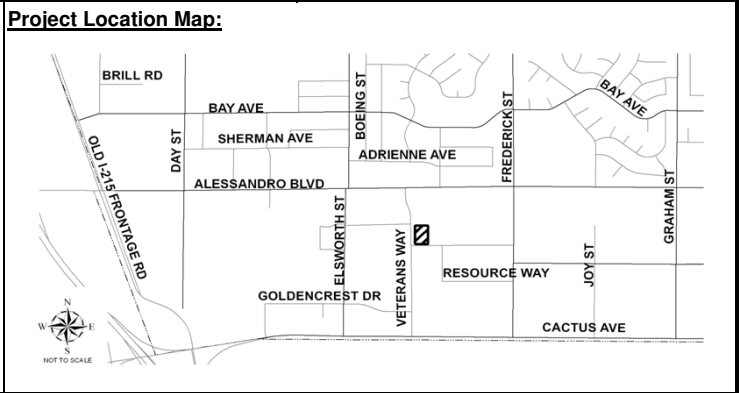 Project Location Map:
BRILL RD
BAY AVE
BOEING ST
FREDERICK ST
BAY AVE
SHERMAN AVE
DAY ST
OLD I-215 FRONTAGE RD
ADRIENNE AVE
ALESSANDRO BLVD
GRAHAM ST
ELSWORTH ST
VETERANS WAY
RESOURCE WAY
JOY ST
GOLDENCREST DR
CACTUS AVE
N
W
E
S
NOT TO SCALE